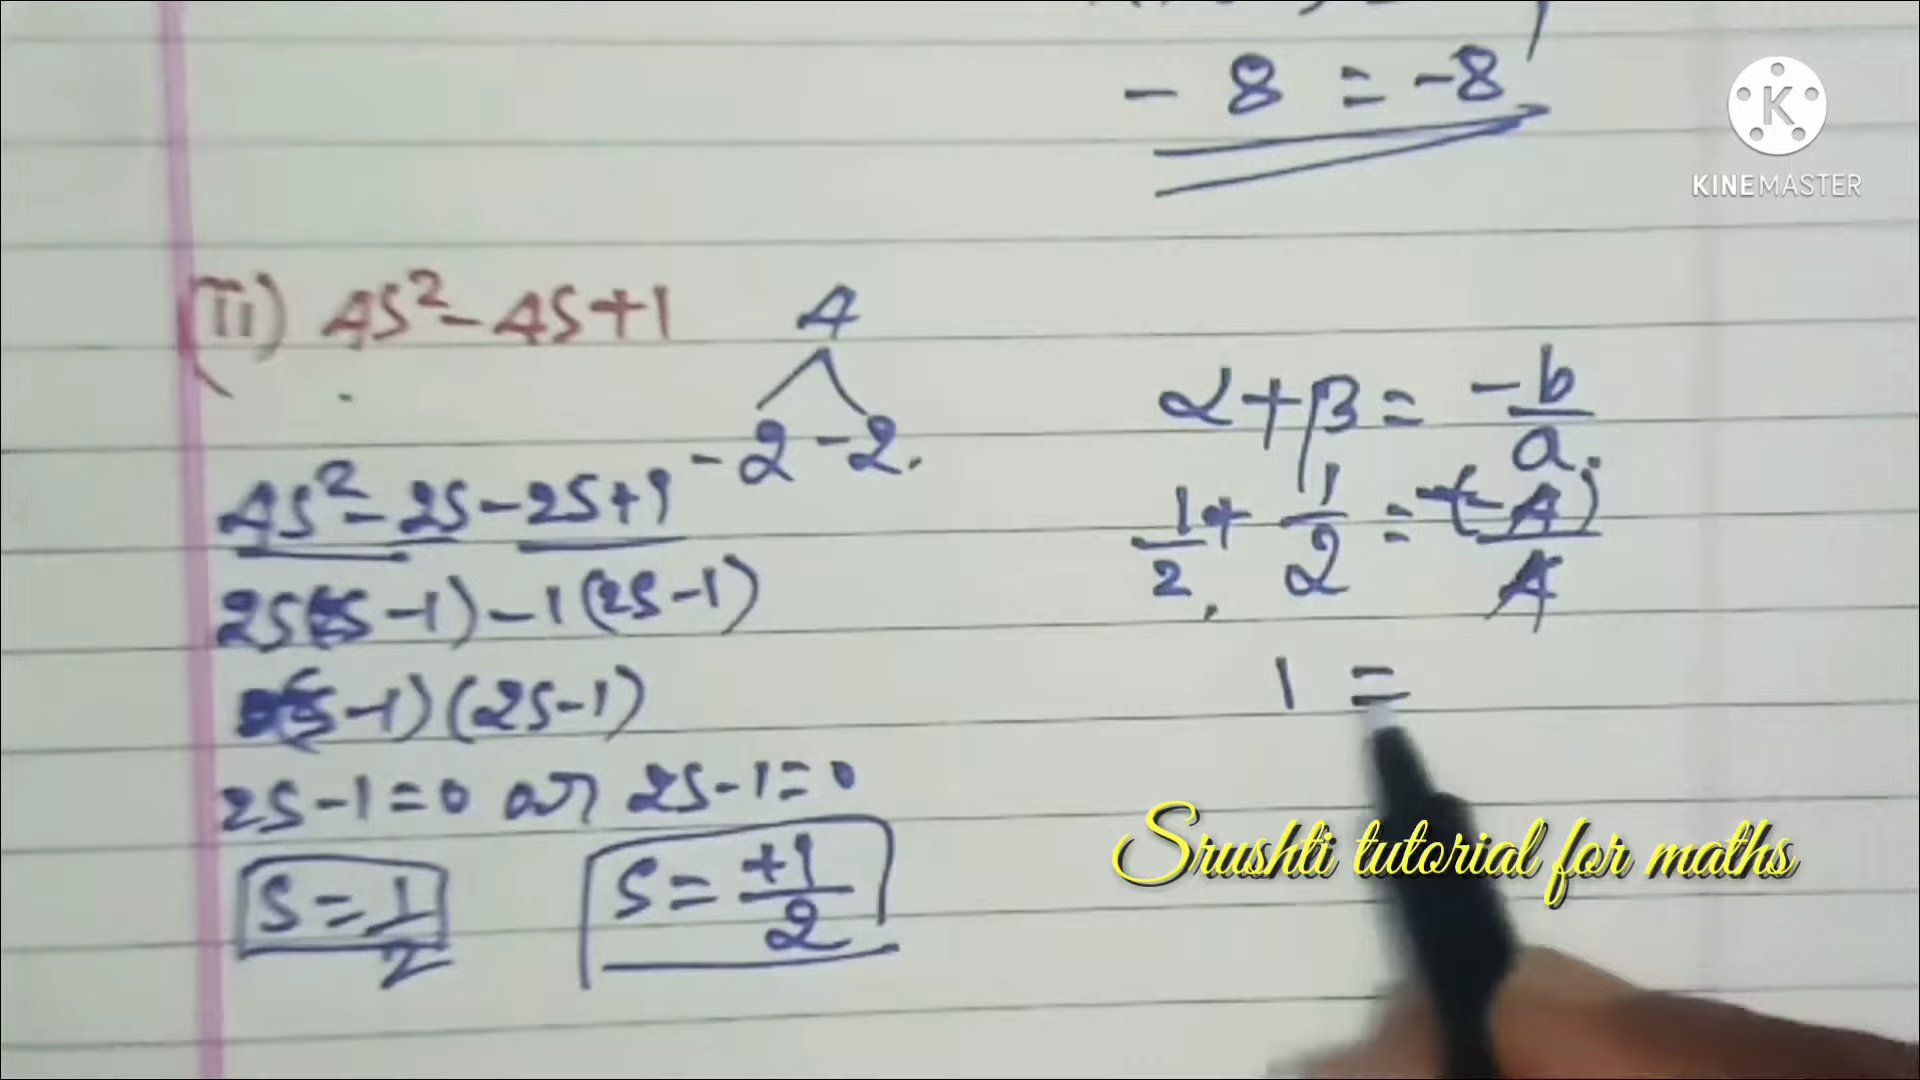 - 8 = -8
KINEMASTER
(ii) 4S² - 4S + 1
4
- 2 - 2.
4S² - 2S - 2S + 1
2S(2S - 1) - 1(2S - 1)
(S - 1)(2S - 1)
2S - 1 = 0 or 2S - 1 = 0
S = 1/2 S = +1/2
α + β = -b/a.
1/2 + 1/2 = -(-4)/4
1 =
Srushti tutorial for maths